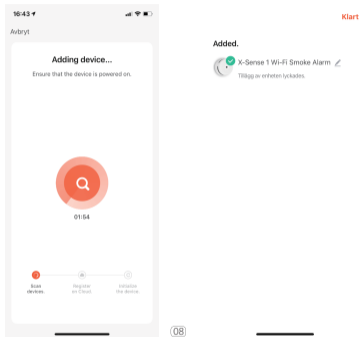 16:43
Avbryt
Adding device...
Ensure that the device is powered on.
01:54
Scan
devices.
Register
on Cloud.
Initialize
the device.
Klart
Added.
X-Sense 1 Wi-Fi Smoke Alarm
Tillägg av enheten lyckades.
08